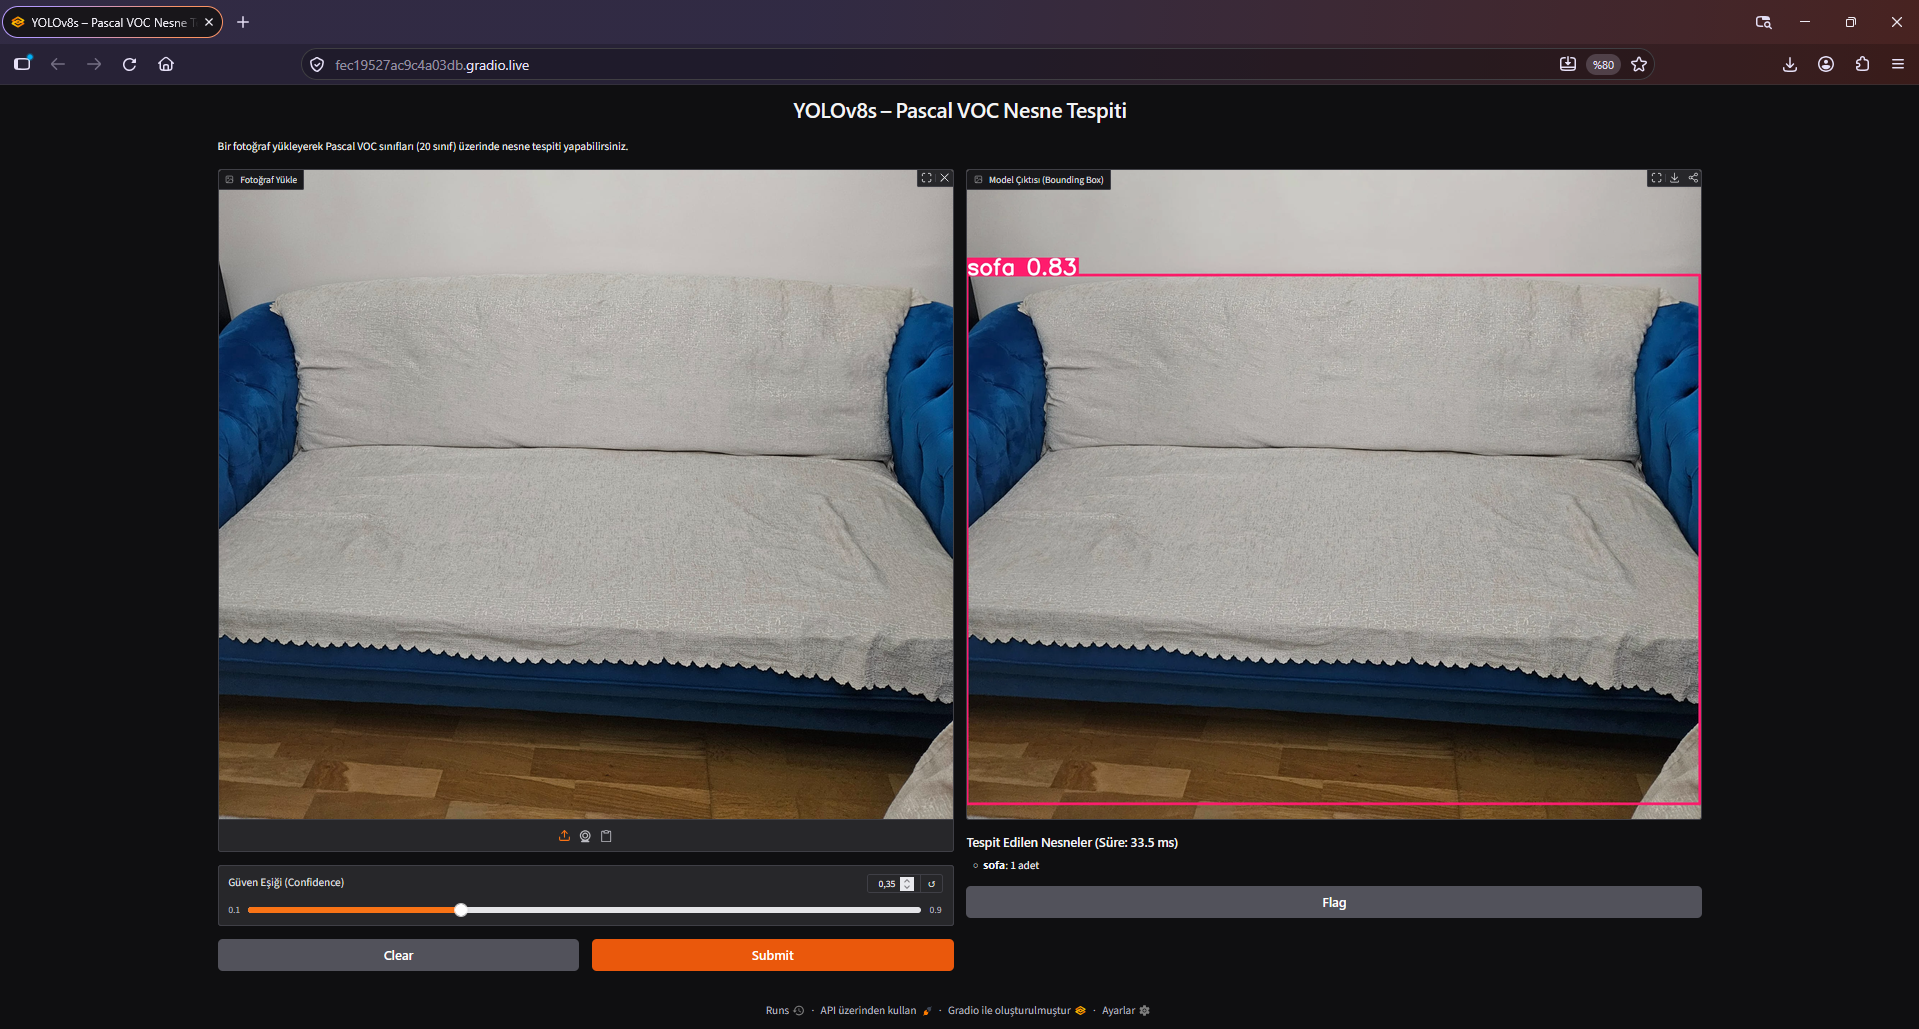 YOLOv8s – Pascal VOC Nesne T
fec19527ac9c4a03db.gradio.live
%80
YOLOv8s – Pascal VOC Nesne Tespiti
Bir fotoğraf yükleyerek Pascal VOC sınıfları (20 sınıf) üzerinde nesne tespiti yapabilirsiniz.
Fotoğraf Yükle
Model Çıktısı (Bounding Box)
sofa 0.83
Tespit Edilen Nesneler (Süre: 33.5 ms)
sofa: 1 adet
Güven Eşiği (Confidence)
0,35
0.1
0.9
Flag
Clear
Submit
Runs · API üzerinden kullan · Gradio ile oluşturulmuştur · Ayarlar